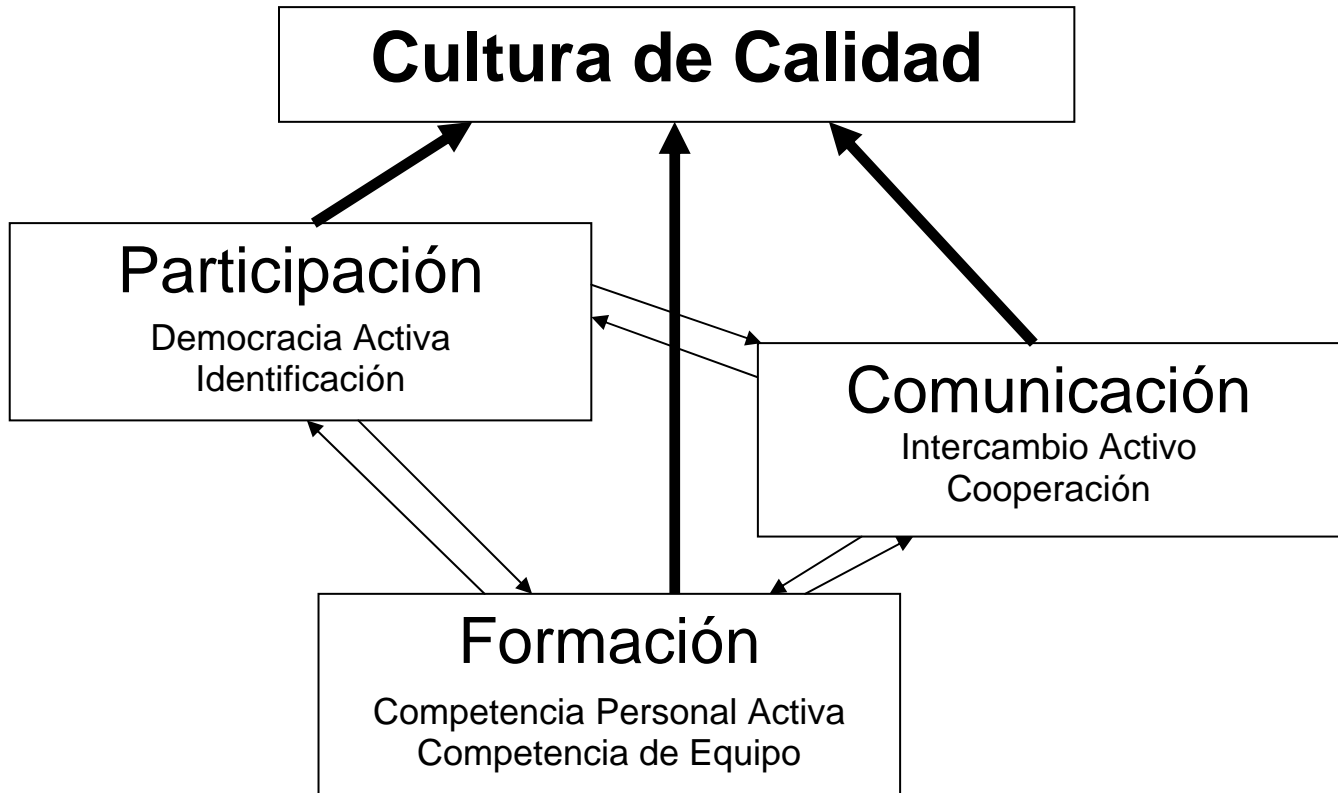 Cultura de Calidad
Participación
Democracia Activa
Identificación
Comunicación
Intercambio Activo
Cooperación
Formación
Competencia Personal Activa
Competencia de Equipo